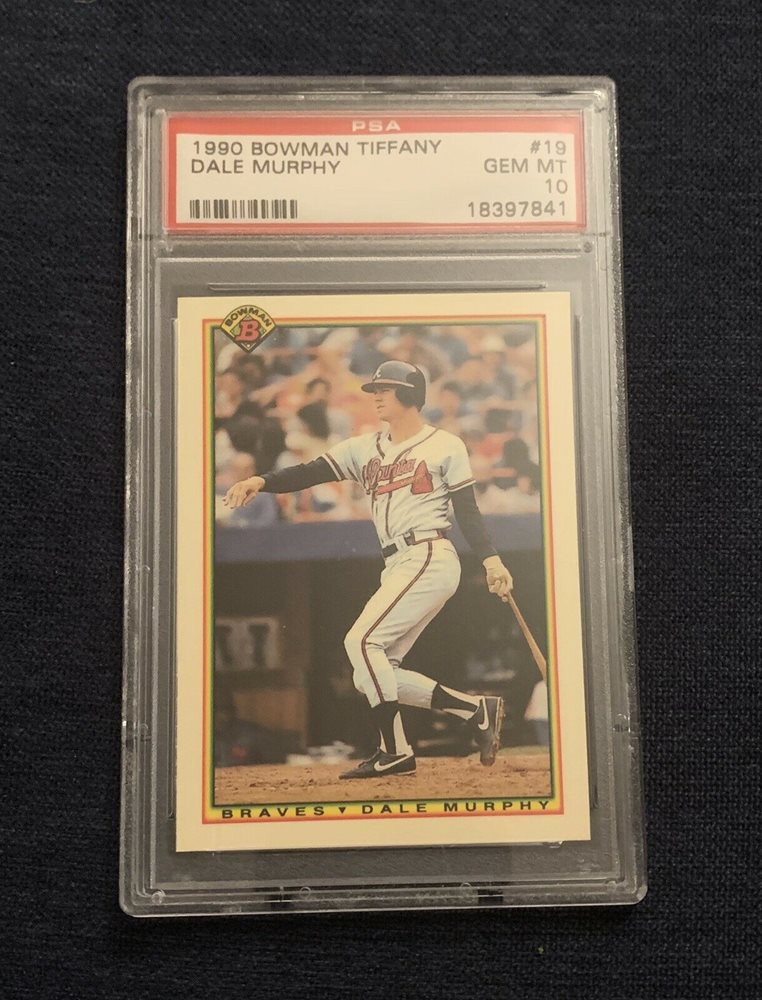 PSA
1990 BOWMAN TIFFANY #19
DALE MURPHY GEM MT
10
18397841
BOWMAN
B
BRAVES ▾ DALE MURPHY